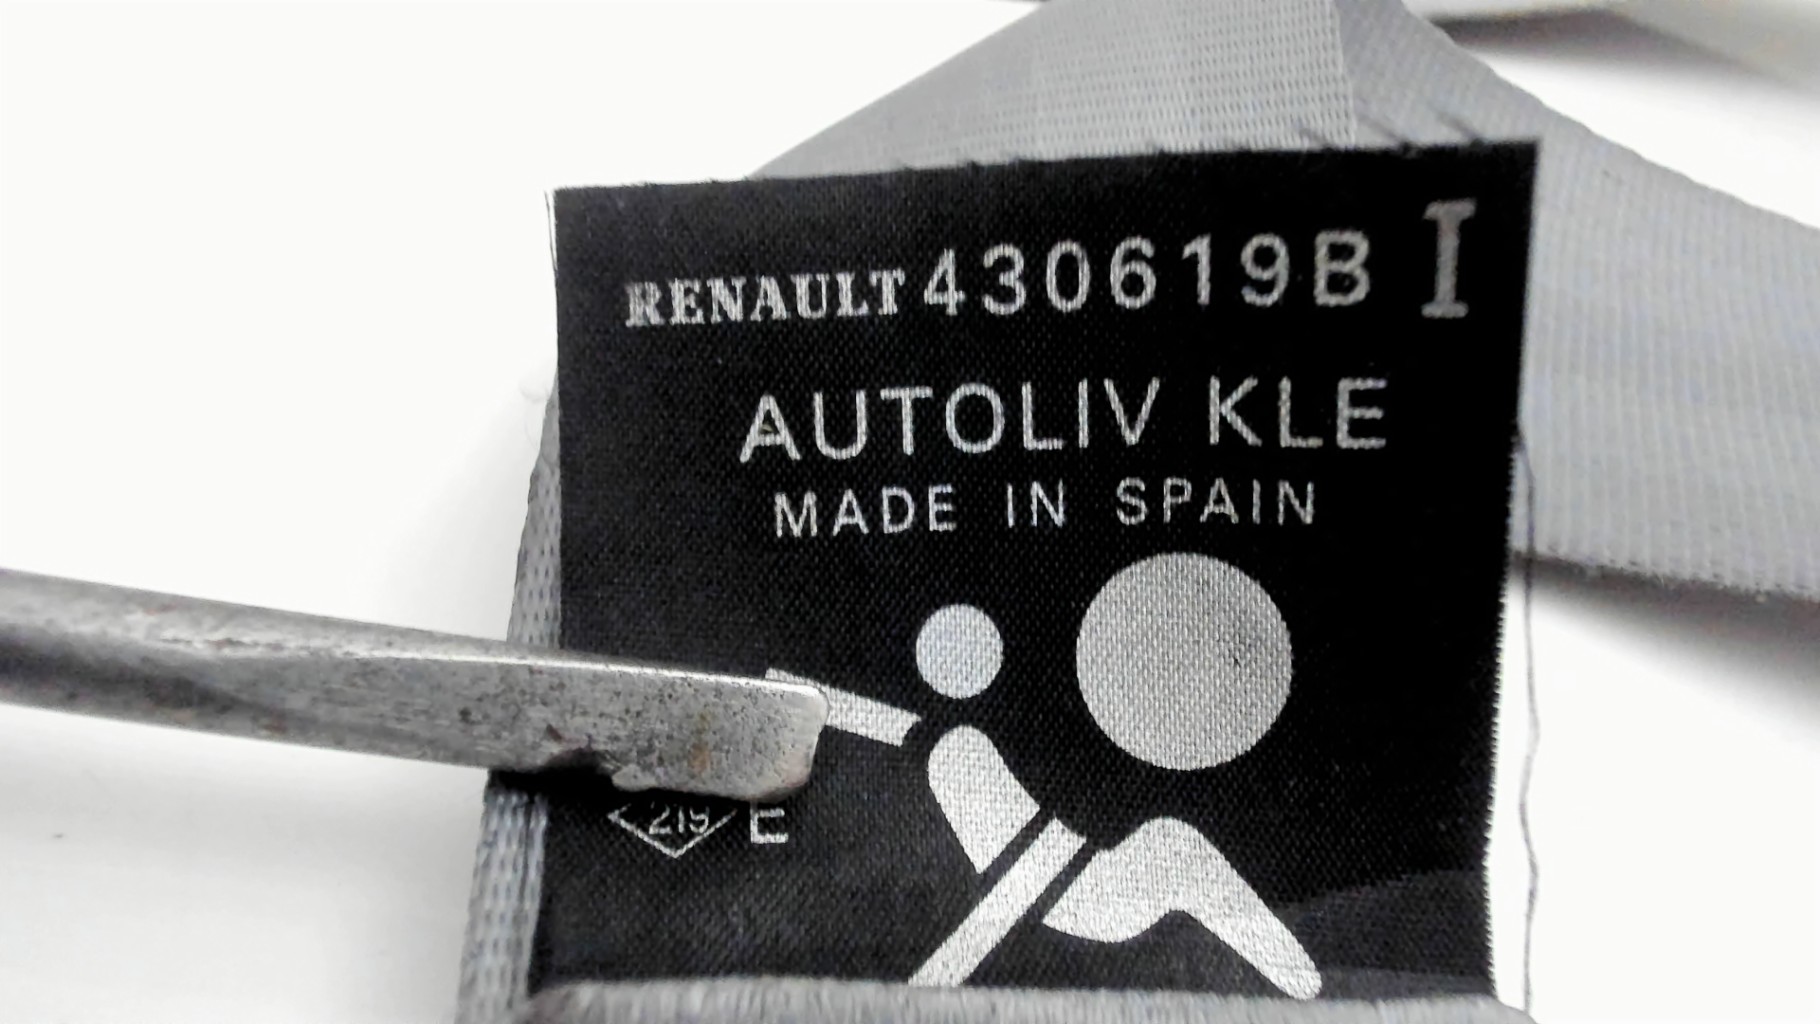 RENAULT 430619B I
AUTOLIV KLE
MADE IN SPAIN
219 E